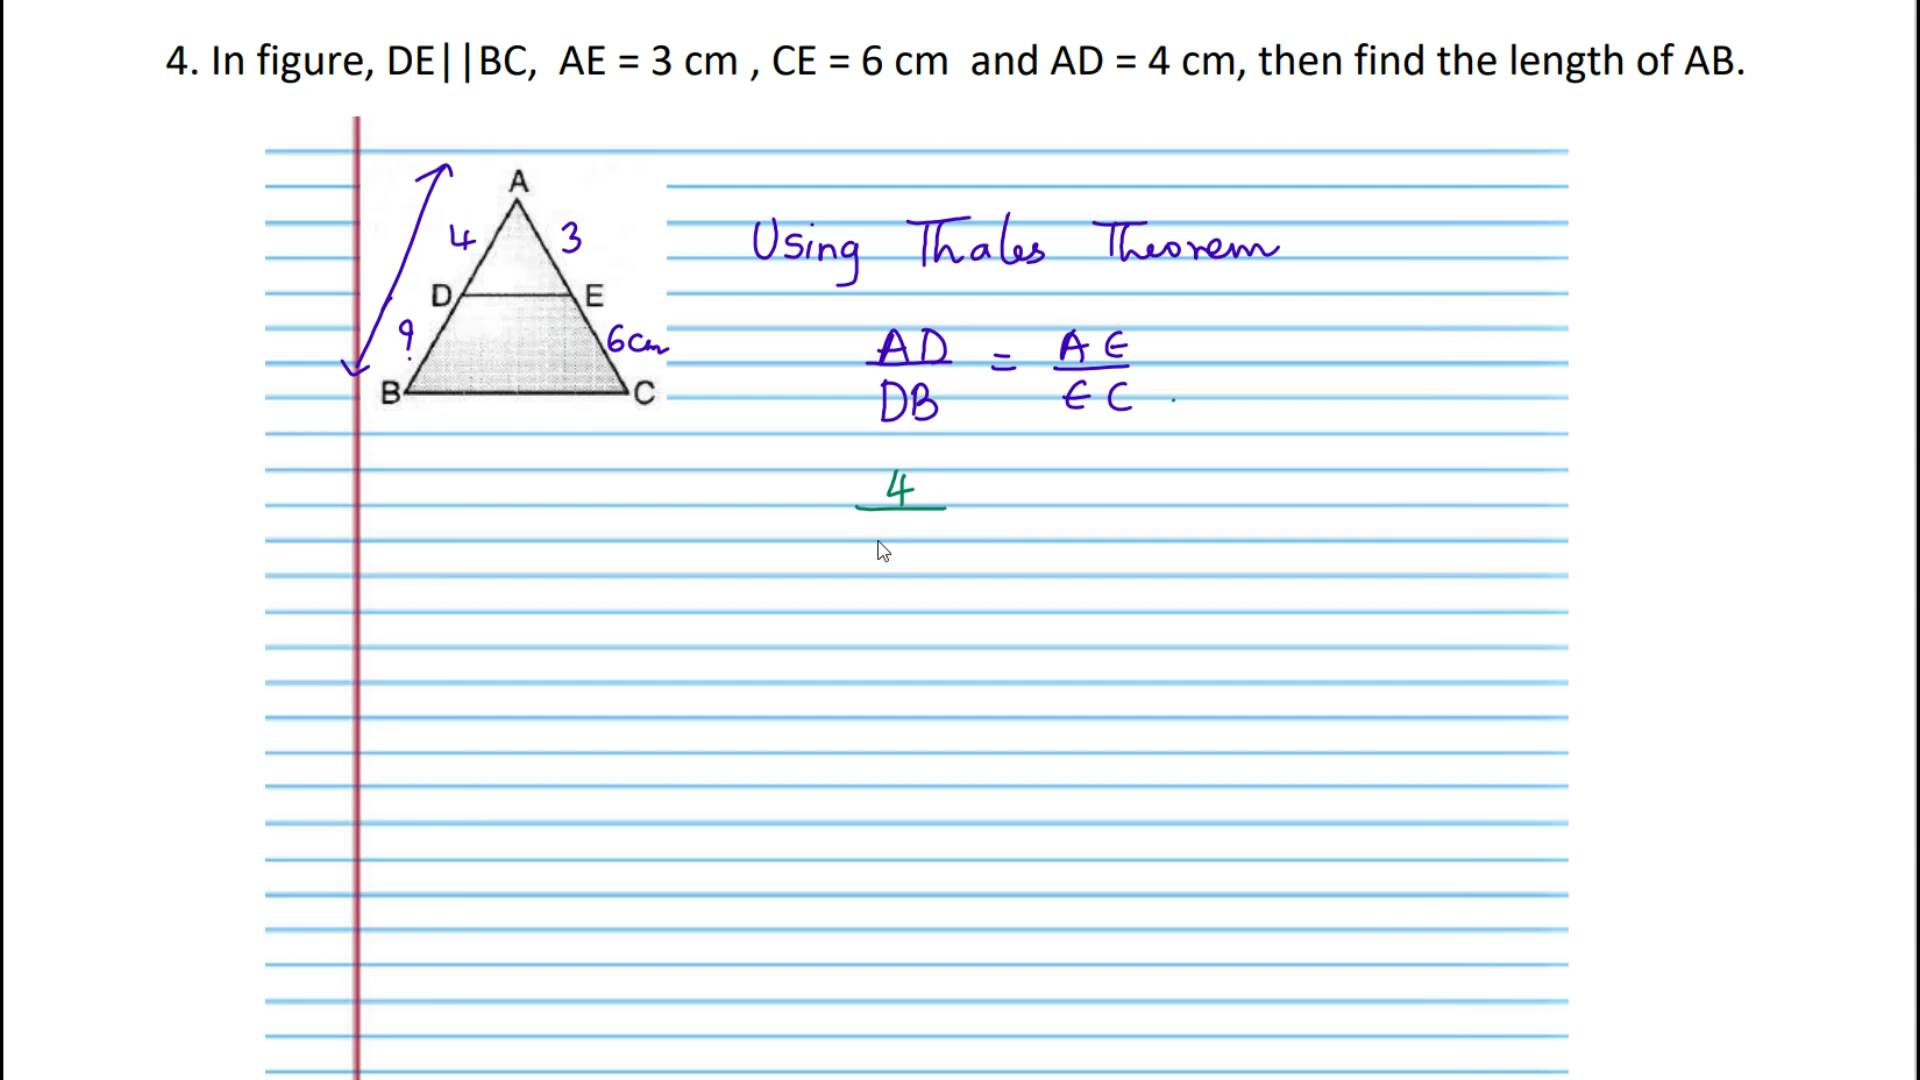 4. In figure, DE||BC, AE = 3 cm , CE = 6 cm and AD = 4 cm, then find the length of AB.
A
4 3
Using Thales Theorem
D E
? 6cm
AD/DB = AE/EC
B C
4